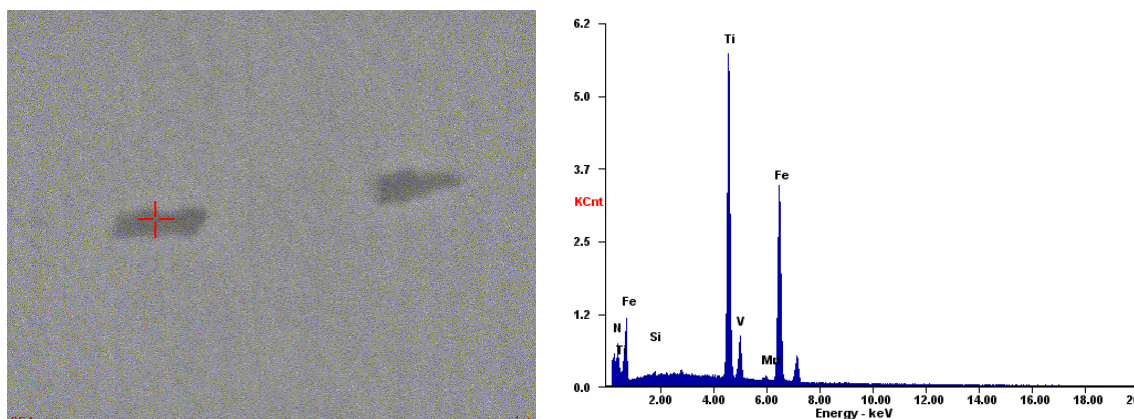 6.2
Ti
5.0
3.7
Fe
KCnt
2.5
Fe
1.2
N
V
Ti
Si
Mn
0.0
2.00 4.00 6.00 8.00 10.00 12.00 14.00 16.00 18.00
Energy - keV